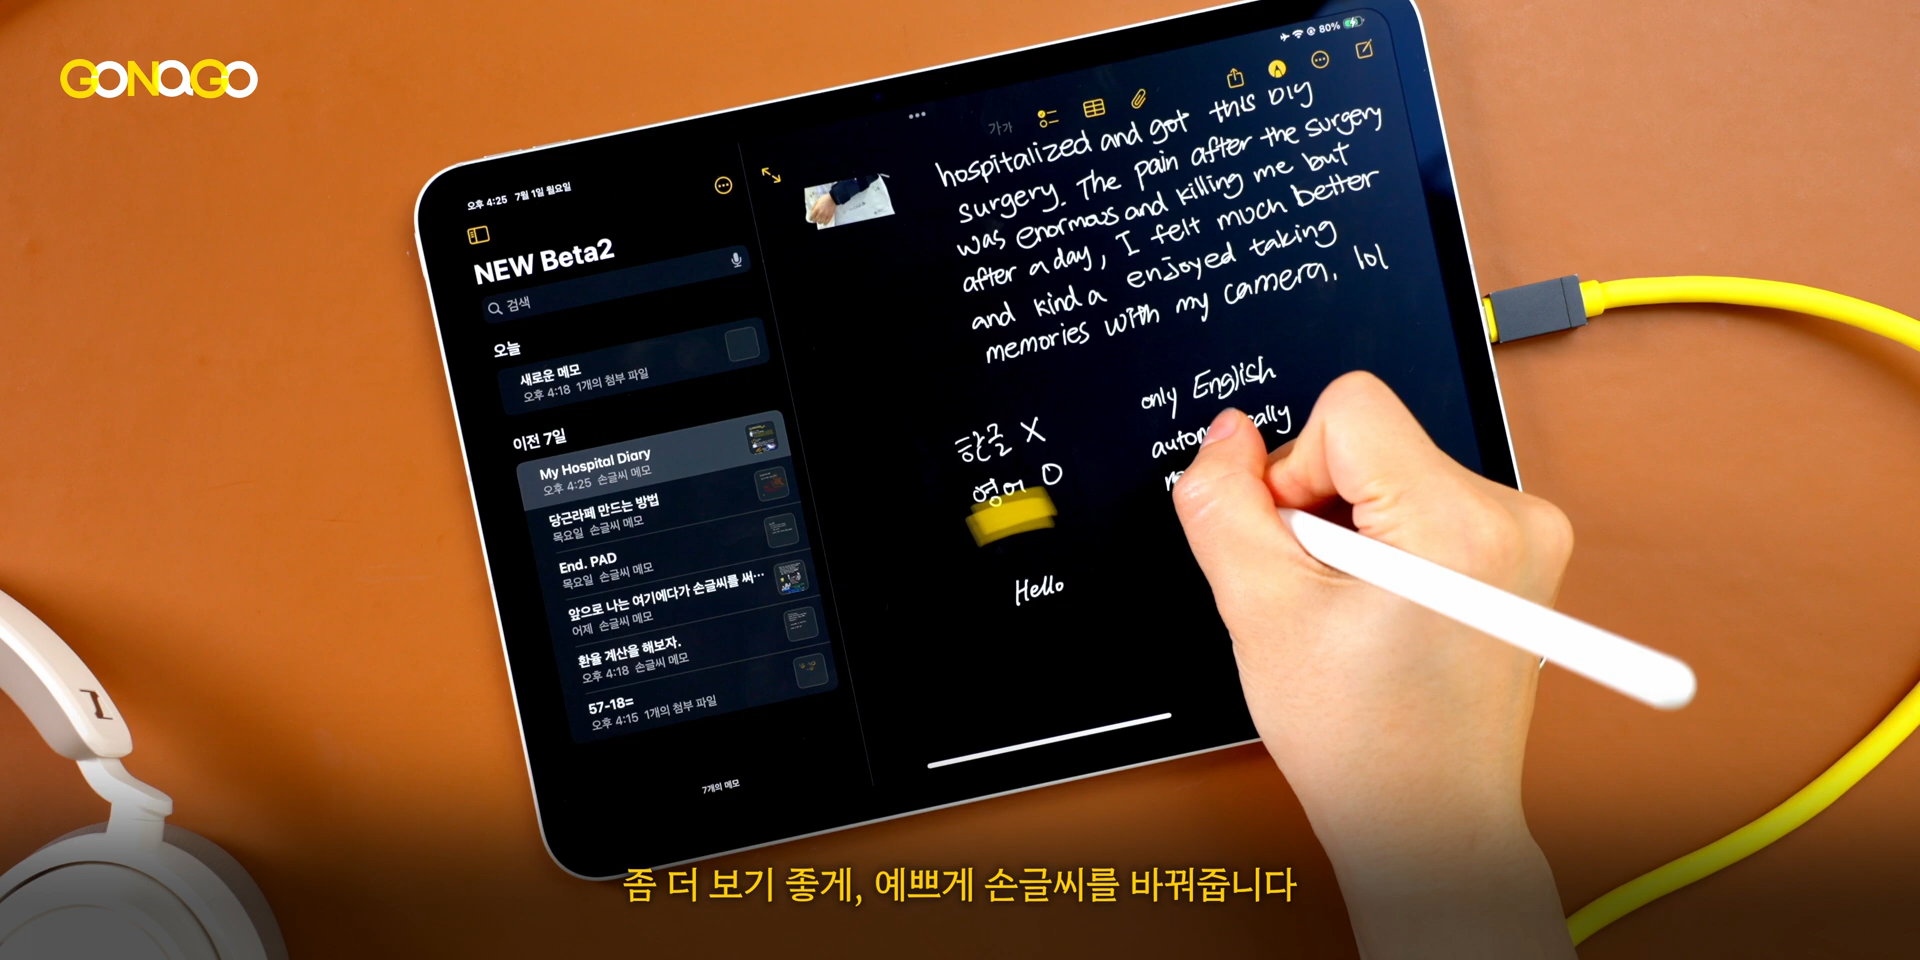 GONGGO
80%
오후 4:25 7월 1일 월요일
NEW Beta2
검색
오늘
새로운 메모
오후 4:18 1개의 첨부 파일
이전 7일
My Hospital Diary
오후 4:25 손글씨 메모
당근라페 만드는 방법
목요일 손글씨 메모
End. PAD
목요일 손글씨 메모
앞으로 나는 여기에다가 손글씨를 써…
어제 손글씨 메모
환율 계산을 해보자.
오후 4:18 손글씨 메모
57-18=
오후 4:15 1개의 첨부 파일
7개의 메모
가가
hospitalized and got this DIY
surgery. The pain after the surgery
was enormous and killing me but
after a day, I felt much better
and kinda enjoyed taking
memories with my camera. lol
한글 X
영어 O
Hello
only English
좀 더 보기 좋게, 예쁘게 손글씨를 바꿔줍니다